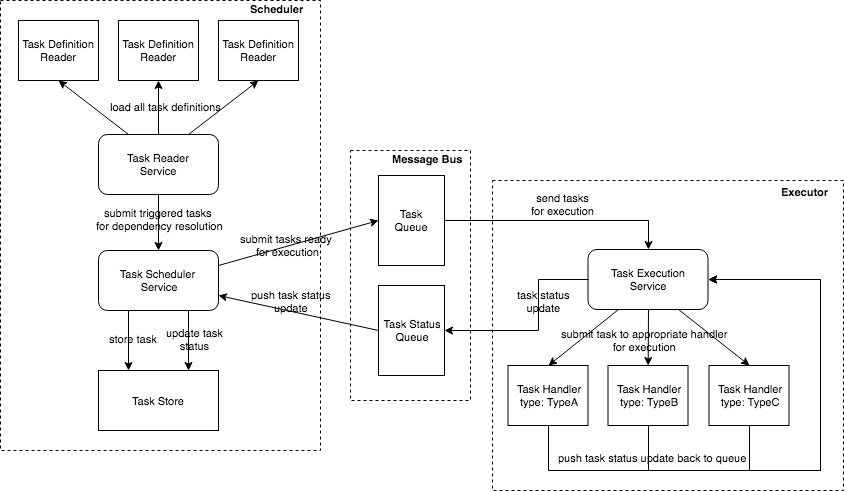 Scheduler
Task Definition
Reader
Task Definition
Reader
Task Definition
Reader
load all task definitions
Task Reader
Service
submit triggered tasks
for dependency resolution
Task Scheduler
Service
store task
update task
status
Task Store
submit tasks ready
for execution
push task status
update
Message Bus
Task
Queue
Task Status
Queue
Executor
send tasks
for execution
Task Execution
Service
task status
update
submit task to appropriate handler
for execution
Task Handler
type: TypeA
Task Handler
type: TypeB
Task Handler
type: TypeC
push task status update back to queue